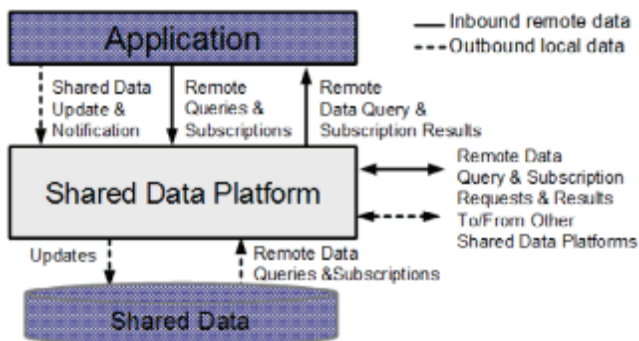 Application
Inbound remote data
Outbound local data
Shared Data
Update &
Notification
Remote
Queries &
Subscriptions
Remote
Data Query &
Subscription Results
Shared Data Platform
Remote Data
Query & Subscription
Requests & Results
To/From Other
Shared Data Platforms
Updates
Remote Data
Queries &Subscriptions
Shared Data